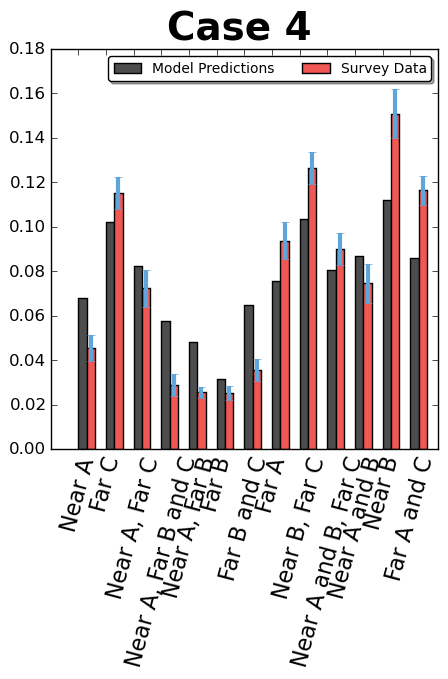 Case 4
Model Predictions
Survey Data
0.18
0.16
0.14
0.12
0.10
0.08
0.06
0.04
0.02
0.00
Near A
Far C
Near A, Far C
Near A, Far B and C
Near A, Far B
Far B
Far B and C
Far A
Near B, Far C
Near A and B, Far C
Near A, and B
Near B
Far A and C